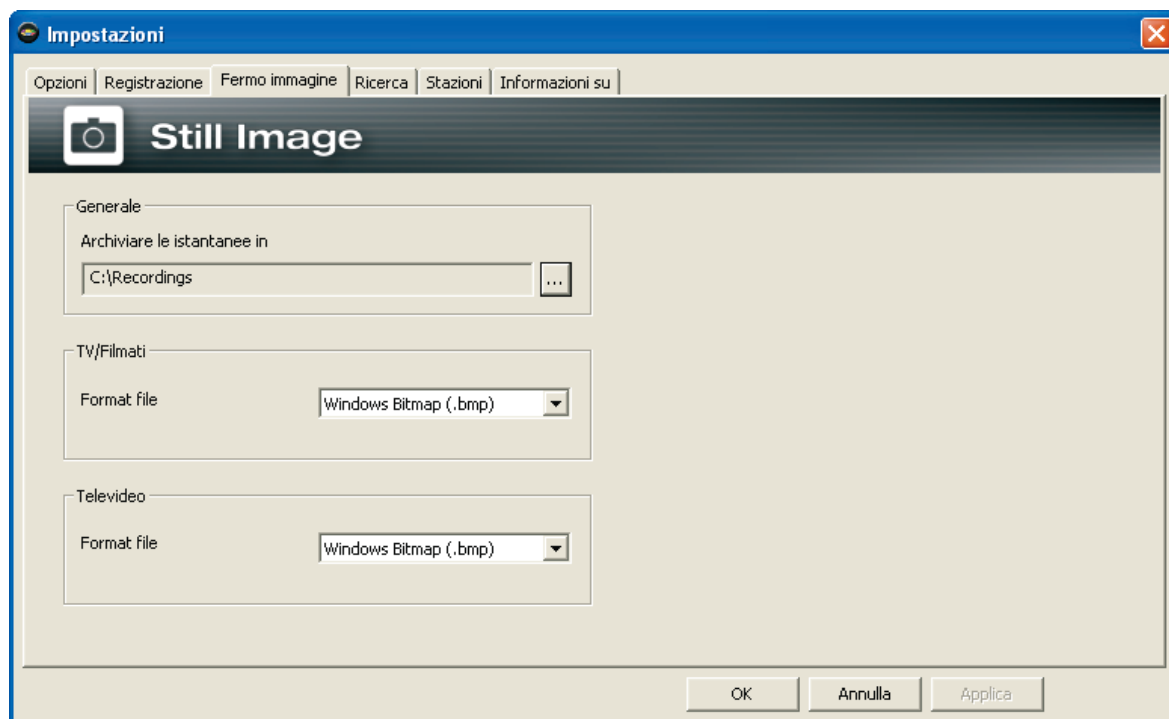 Impostazioni
Opzioni Registrazione Fermo immagine Ricerca Stazioni Informazioni su
Still Image
Generale
Archiviare le istantanee in
C:\Recordings ...
TV/Filmati
Format file Windows Bitmap (.bmp)
Televideo
Format file Windows Bitmap (.bmp)
OK Annulla Applica